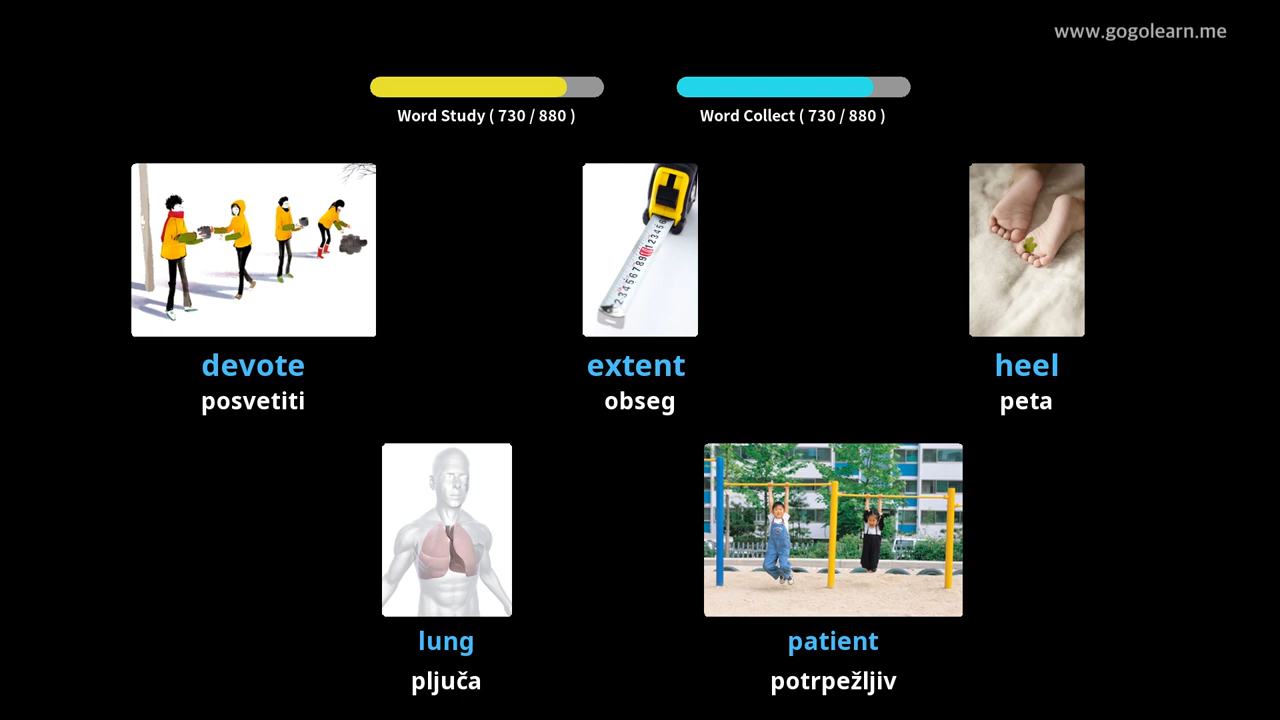 www.gogolearn.me
Word Study ( 730 / 880 )
Word Collect ( 730 / 880 )
devote
posvetiti
extent
obseg
heel
peta
lung
pljuča
patient
potrpežljiv